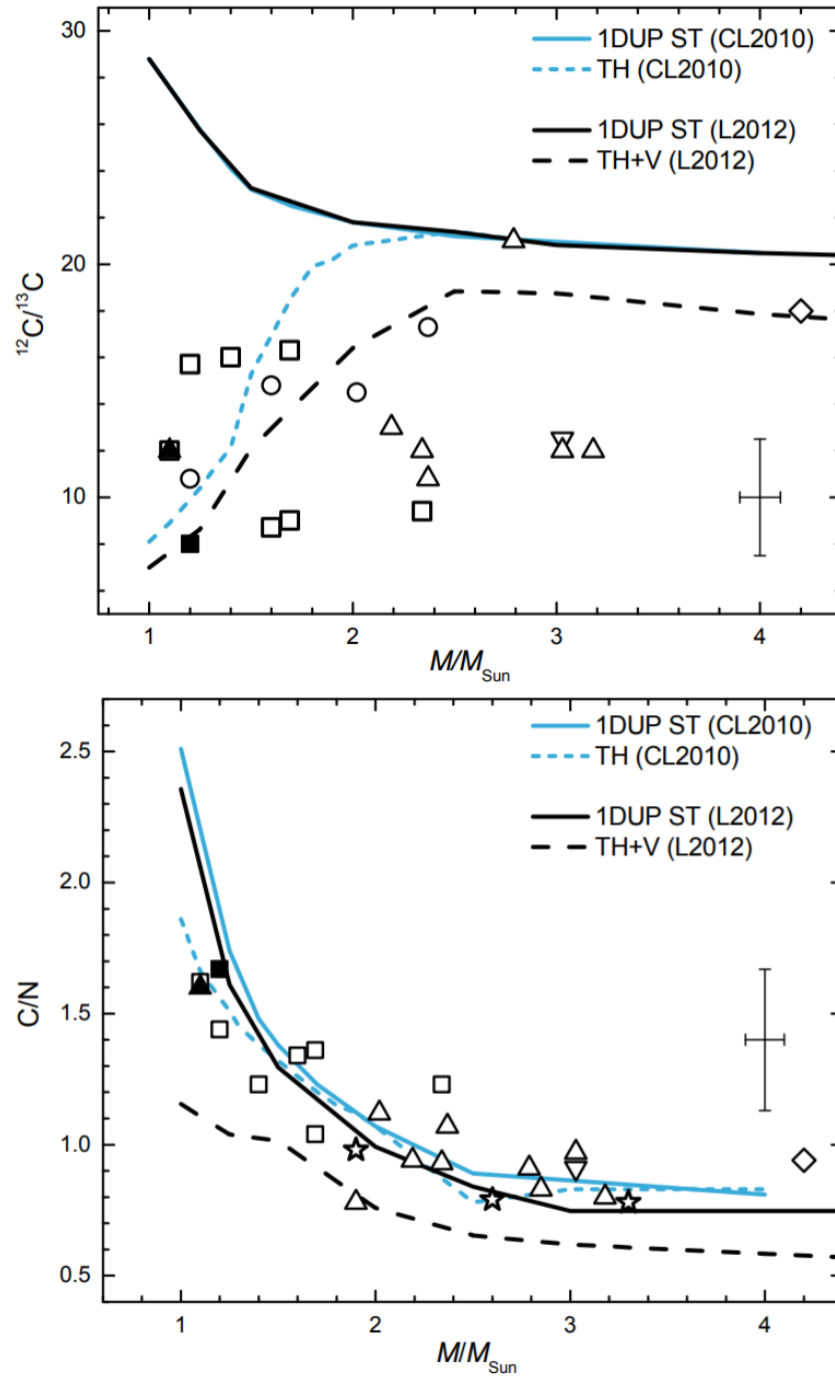 30
20
10
¹²C/¹³C
1DUP ST (CL2010)
TH (CL2010)
1DUP ST (L2012)
TH+V (L2012)
1 2 3 4
M/M_Sun
2.5
2.0
1.5
1.0
0.5
C/N
1DUP ST (CL2010)
TH (CL2010)
1DUP ST (L2012)
TH+V (L2012)
1 2 3 4
M/M_Sun